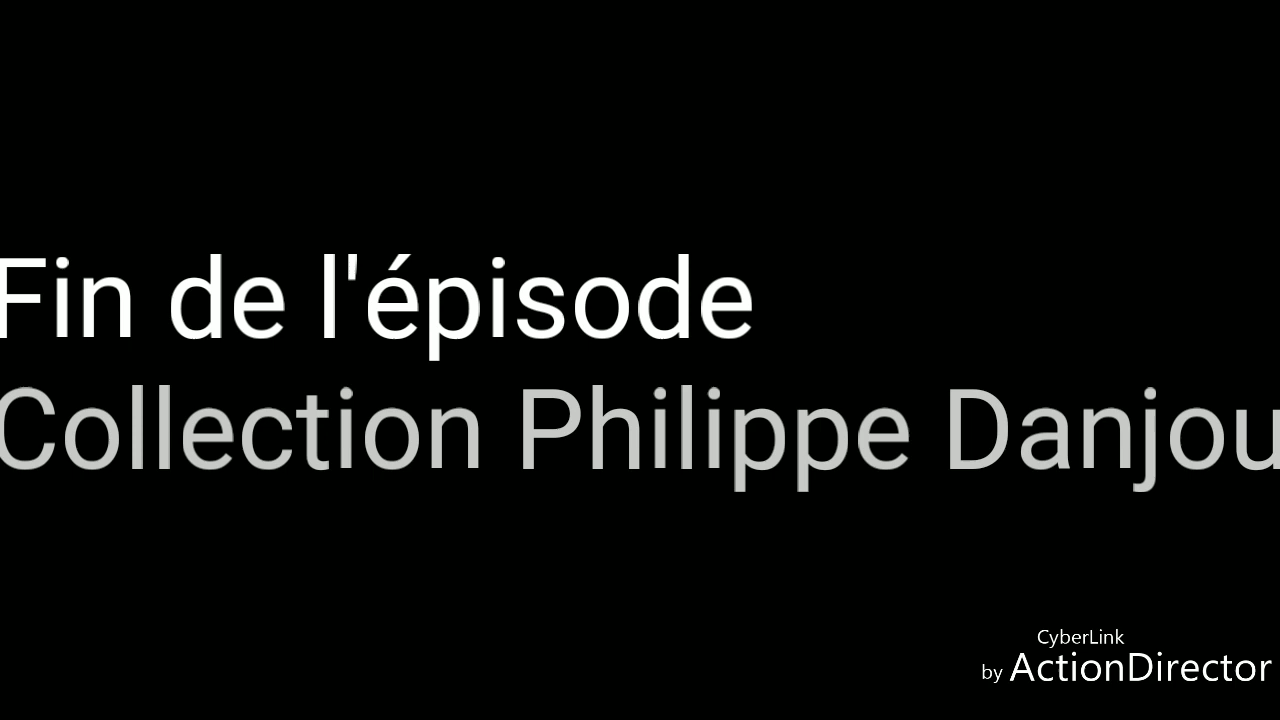 Fin de l'épisode
Collection Philippe Danjou
CyberLink
by ActionDirector